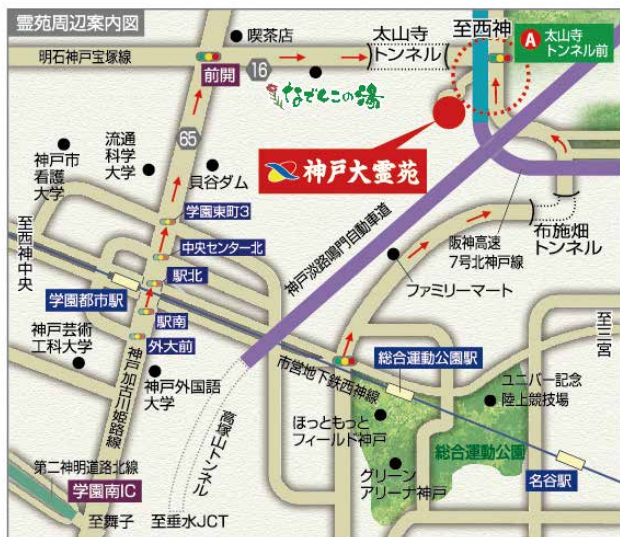 霊苑周辺案内図
喫茶店
太山寺
トンネル
至西神
A
太山寺
トンネル前
明石神戸宝塚線
前開
16
なでしこの湯
65
神戸市
看護
大学
流通
科学
大学
貝谷ダム
神戸大霊苑
学園東町3
中央センター北
駅北
至西神中央
学園都市駅
駅南
外大前
神戸芸術
工科大学
神戸外国語
大学
神戸加古川姫路線
神戸淡路鳴門自動車道
阪神高速
7号北神戸線
布施畑
トンネル
ファミリーマート
至三宮
市営地下鉄西神線
総合運動公園駅
ユニバー記念
陸上競技場
ほっともっと
フィールド神戸
総合運動公園
グリーン
アリーナ神戸
名谷駅
高塚山トンネル
第二神明道路北線
学園南IC
至舞子
至垂水JCT